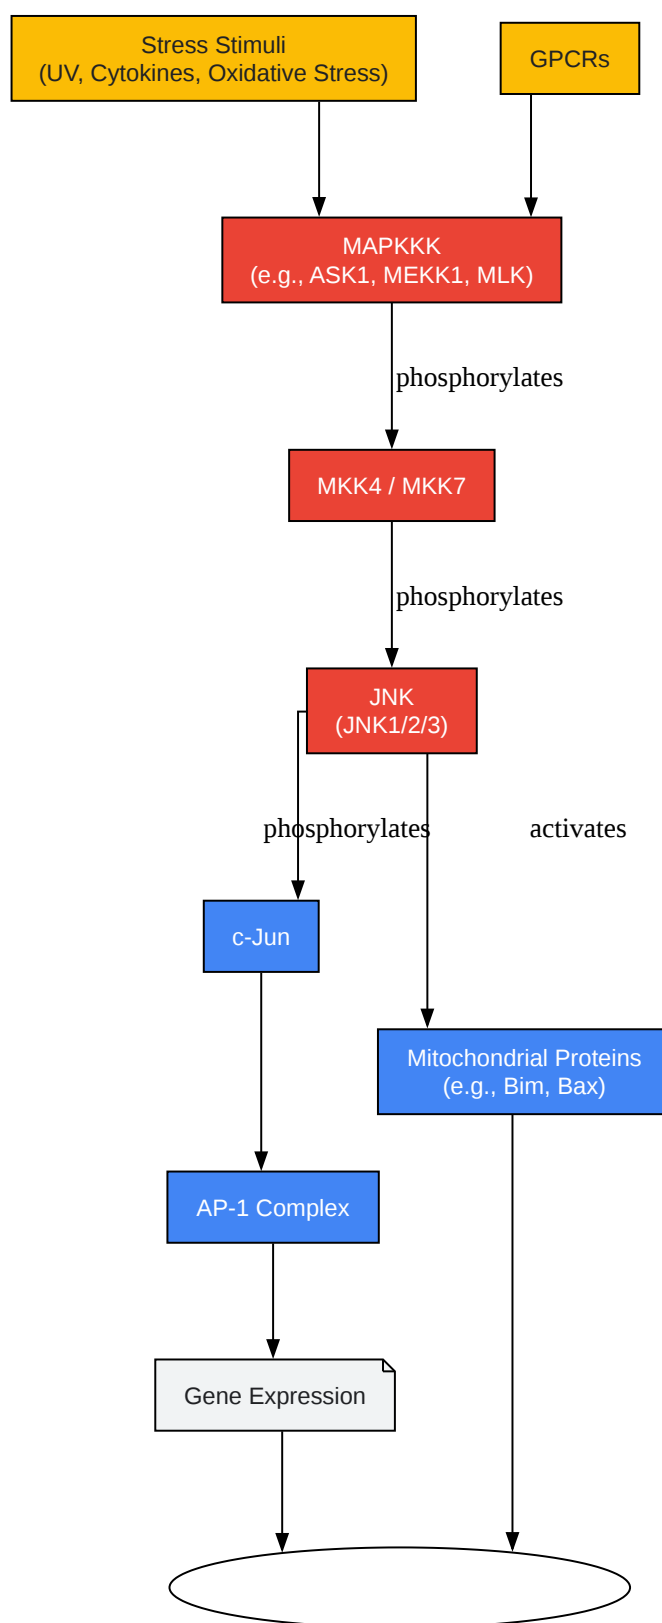 Stress Stimuli
(UV, Cytokines, Oxidative Stress)
GPCRs
MAPKKK
(e.g., ASK1, MEKK1, MLK)
phosphorylates
MKK4 / MKK7
phosphorylates
JNK
(JNK1/2/3)
phosphorylates
activates
c-Jun
Mitochondrial Proteins
(e.g., Bim, Bax)
AP-1 Complex
Gene Expression